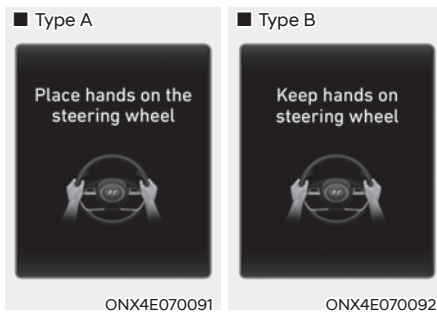 ■ Type A
Place hands on the
steering wheel
ONX4E070091
■ Type B
Keep hands on
steering wheel
ONX4E070092